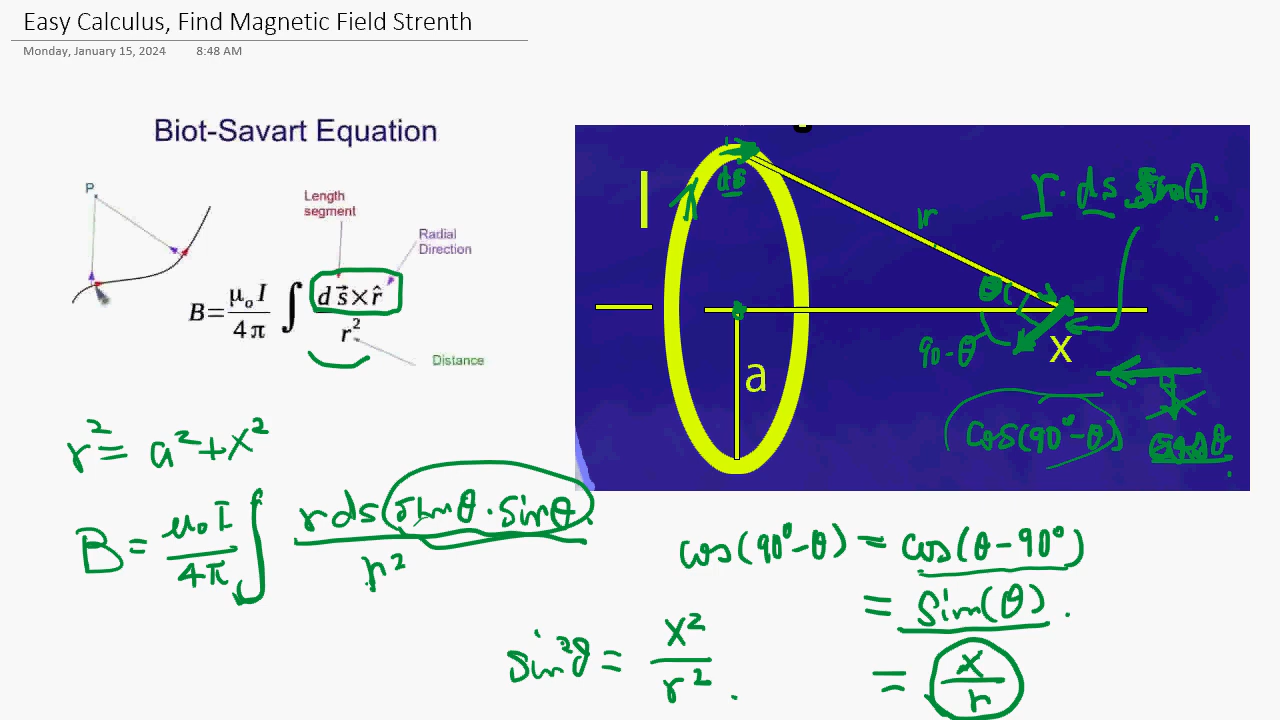 Easy Calculus, Find Magnetic Field Strenth
Monday, January 15, 2024 8:48 AM
Biot-Savart Equation
P
Length
segment
Radial
Direction
B = μ₀I/4π ∫ d s⃗ × r̂ / r²
Distance
I
ds
r
r · ds sinθ.
θ
90 - θ
x
a
cos(90° - θ)
sinθ.
r² = a² + x²
B = μ₀I/4π ∫ r ds sinθ · sinθ / r²
cos(90° - θ) = cos(θ - 90°)
= sin(θ).
= x/r
sin²θ = x²/r².